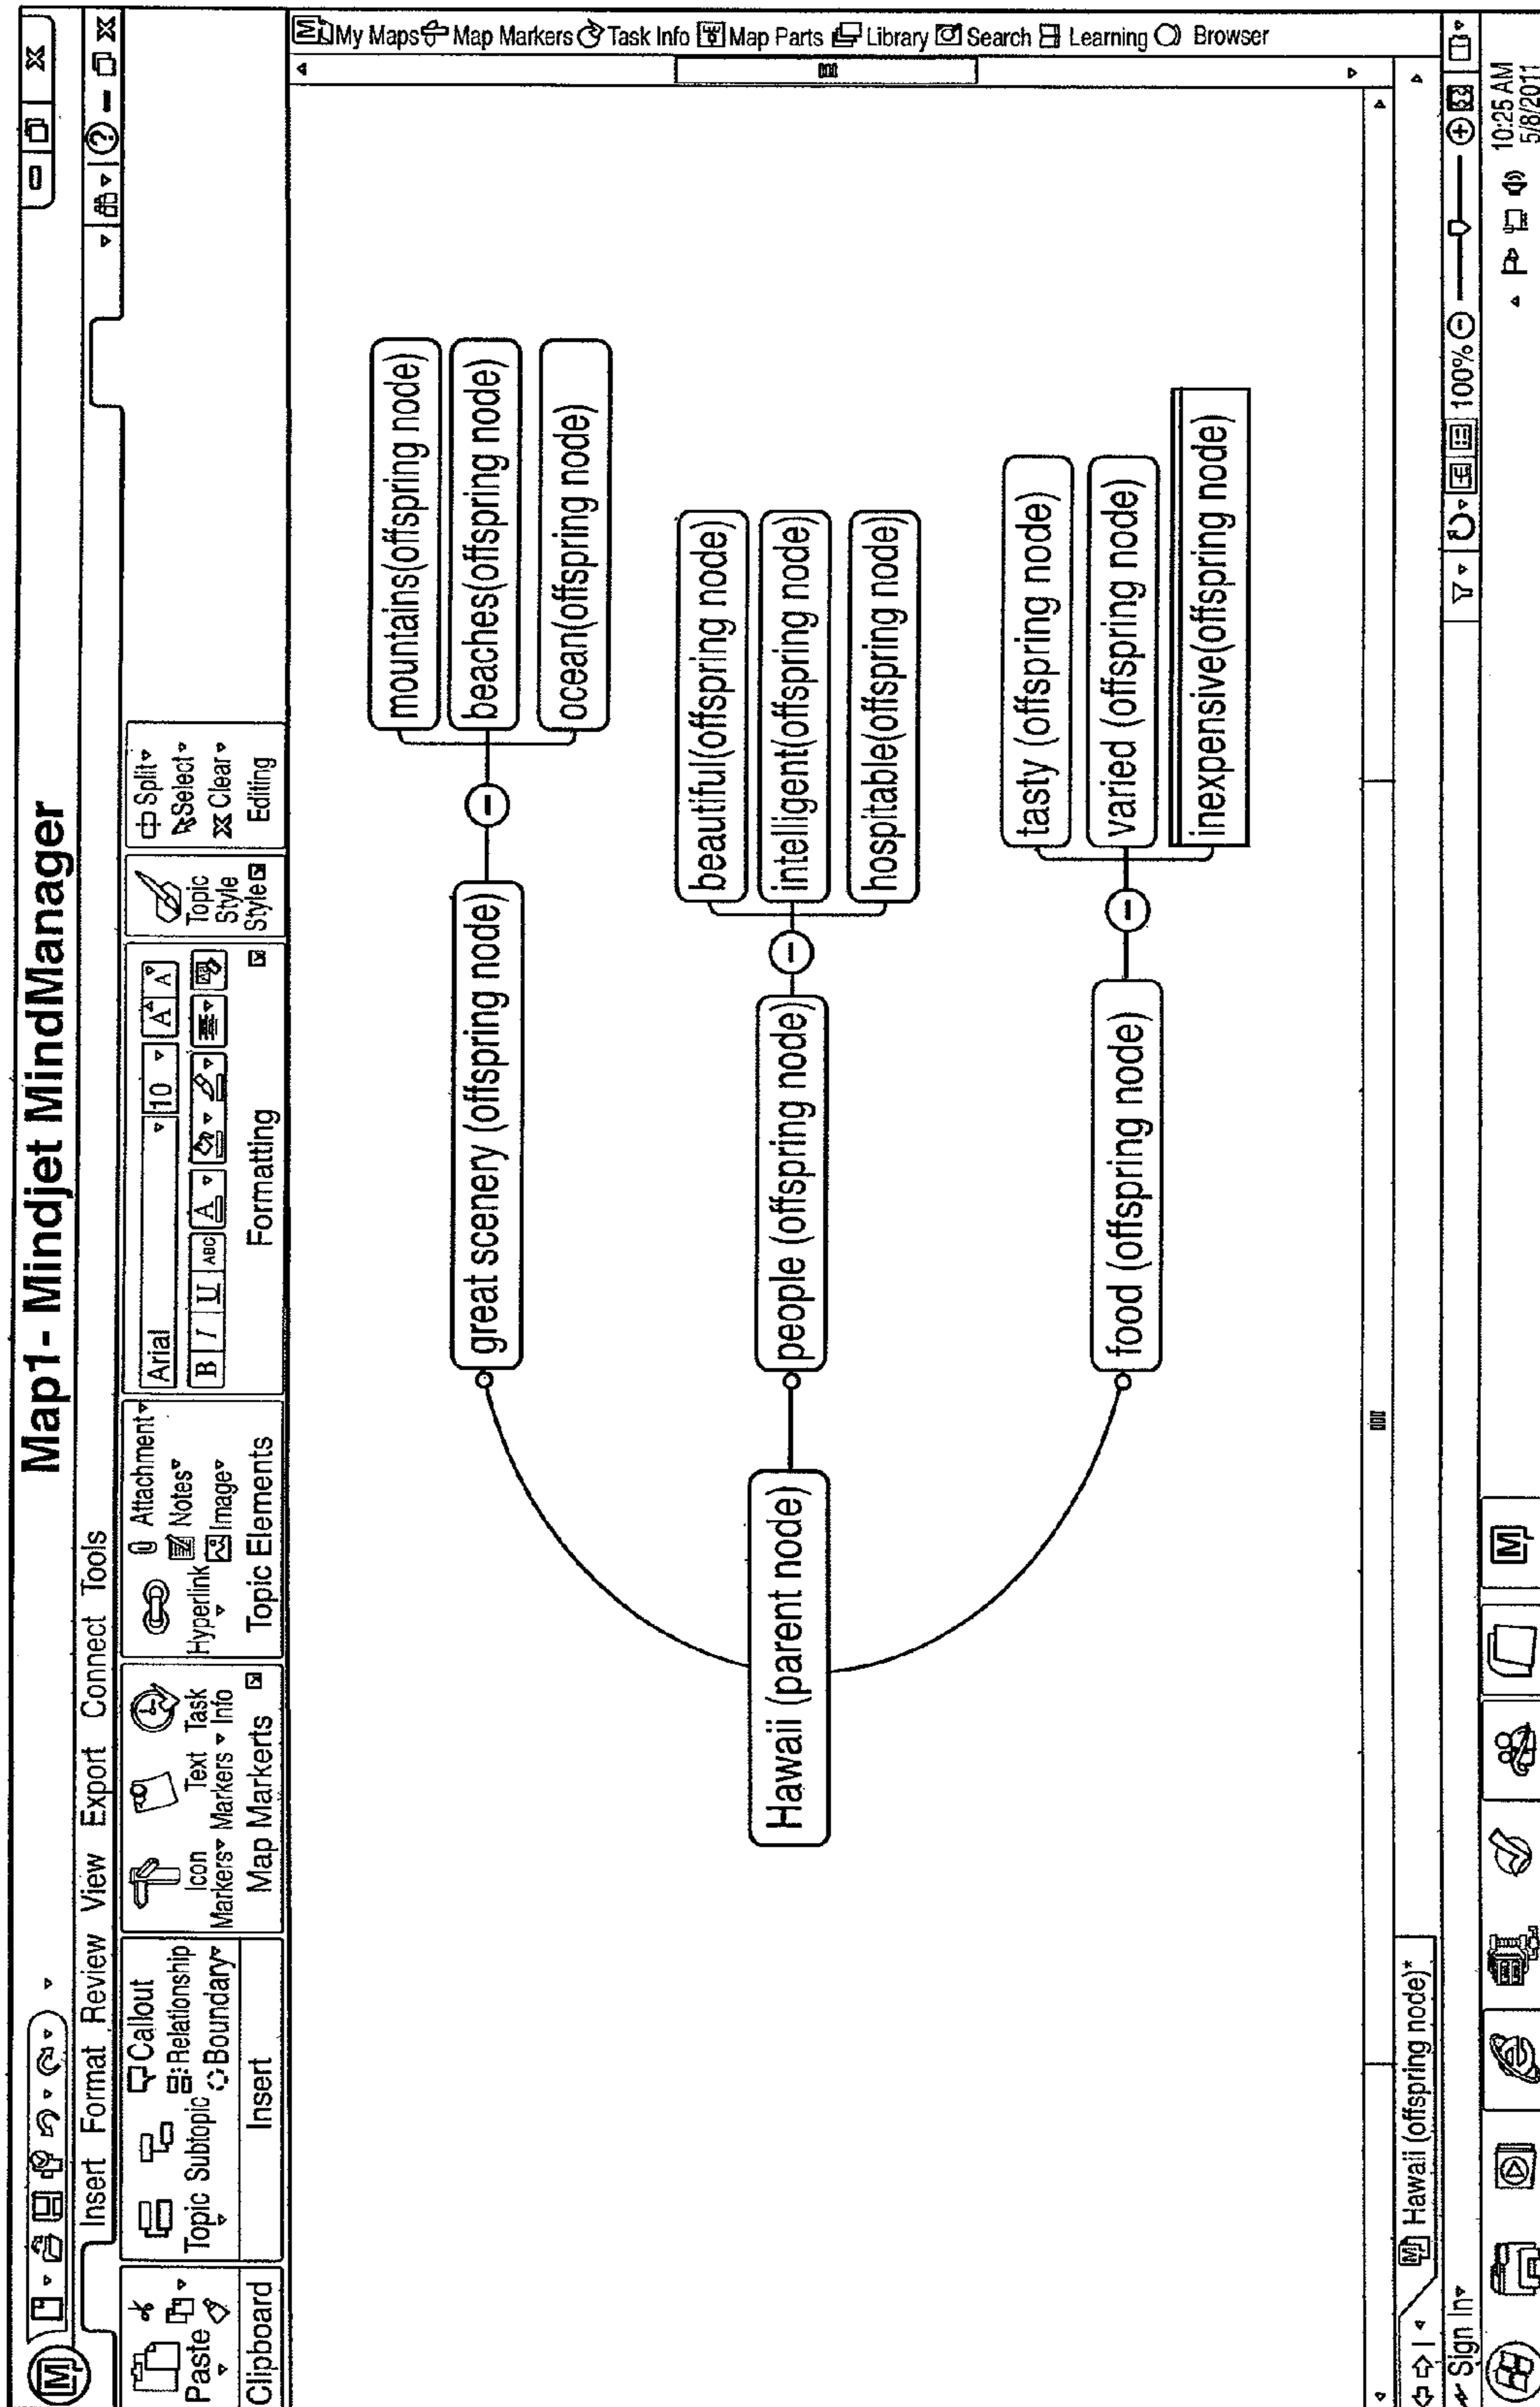 Map1- Mindjet MindManager
Insert Format Review View Export Connect Tools
Paste
Clipboard
Topic Subtopic
Callout
Relationship
Boundary
Insert
Icon Markers
Text Markers
Task Info
Map Markerts
Hyperlink
Attachment
Notes
Image
Topic Elements
Arial 10 A A
B I U ABC A
Formatting
Topic Style
Style
Split
Select
Clear
Editing
My Maps Map Markers Task Info Map Parts Library Search Learning Browser
Hawaii (parent node)
great scenery (offspring node)
mountains(offspring node)
beaches(offspring node)
ocean(offspring node)
people (offspring node)
beautiful(offspring node)
intelligent(offspring node)
hospitable(offspring node)
food (offspring node)
tasty (offspring node)
varied (offspring node)
inexpensive(offspring node)
Hawaii (offspring node)*
Sign In
100%
10:25 AM
5/8/2011